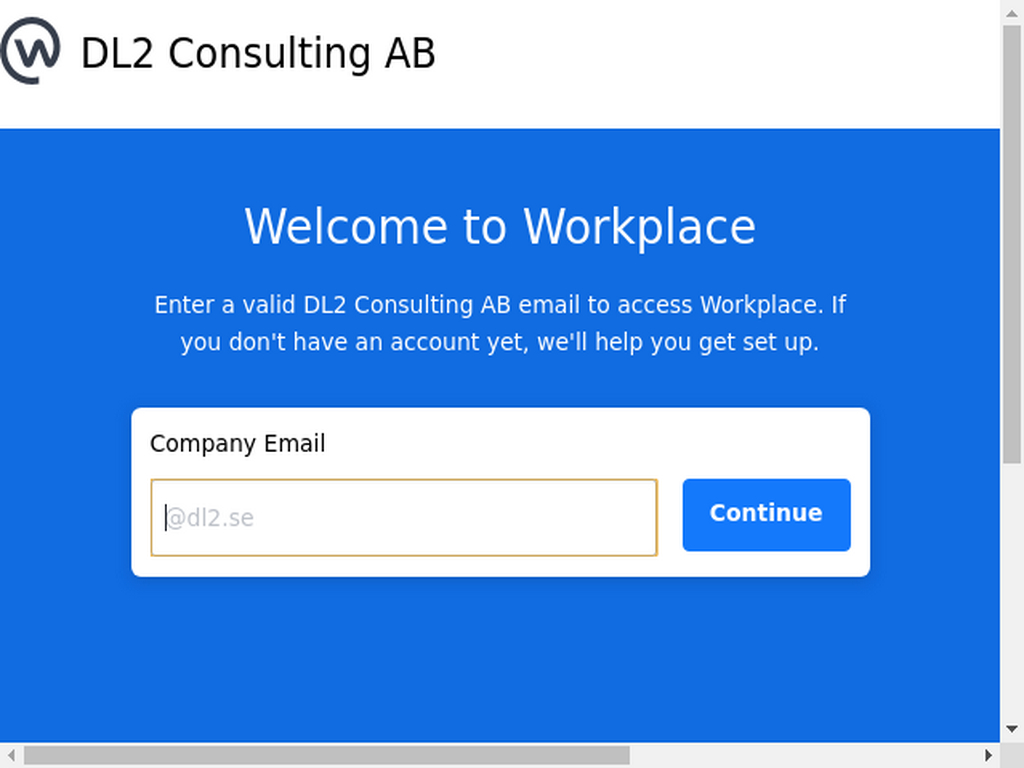 DL2 Consulting AB
Welcome to Workplace
Enter a valid DL2 Consulting AB email to access Workplace. If
you don't have an account yet, we'll help you get set up.
Company Email
@dl2.se
Continue